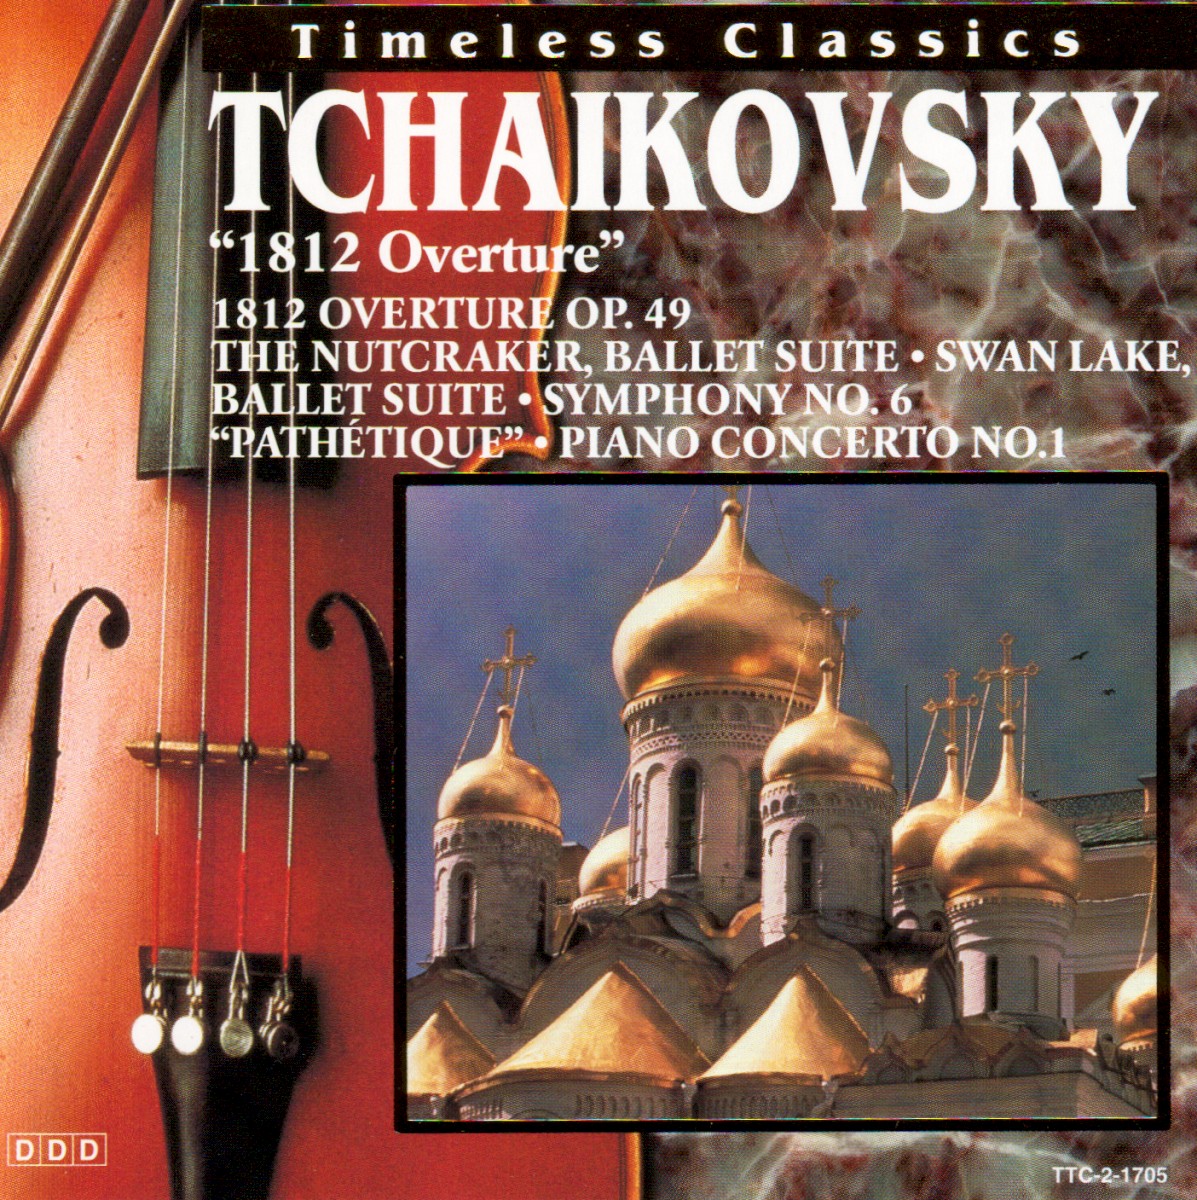 Timeless Classics
TCHAIKOVSKY
“1812 Overture”
1812 OVERTURE OP. 49
THE NUTCRAKER, BALLET SUITE • SWAN LAKE,
BALLET SUITE • SYMPHONY NO. 6
“PATHÉTIQUE” • PIANO CONCERTO NO.1
DDD
TTC-2-1705